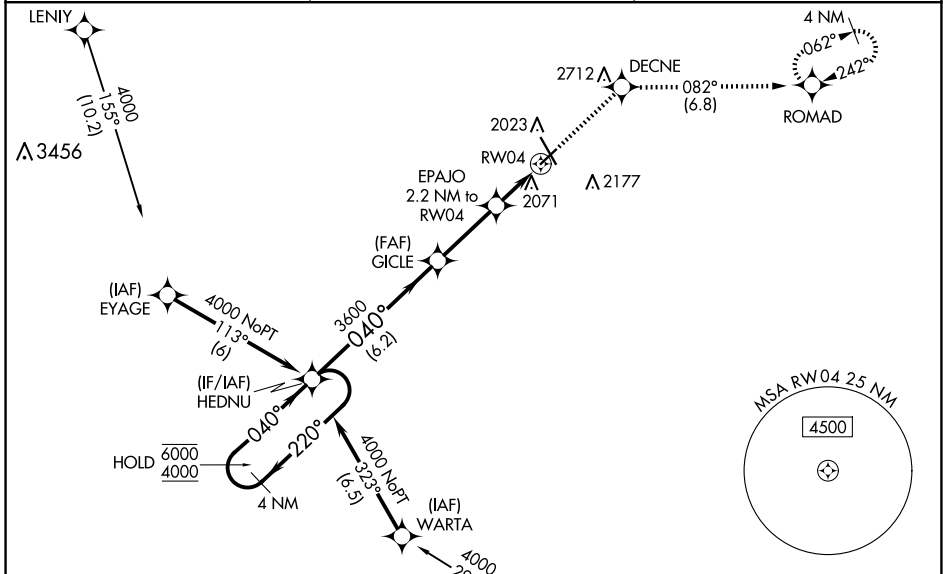 LENIY
4000
155°
(10.2)
3456
4 NM
062°
242°
ROMAD
2712
DECNE
082°
(6.8)
2023
RW04
2177
2071
EPAJO
2.2 NM to
RW04
(FAF)
GICLE
(IAF)
EYAGE
4000 NoPT
113°
(6)
3600
040°
(6.2)
(IF/IAF)
HEDNU
040°
220°
HOLD
6000
4000
4 NM
4000 NoPT
323°
(6.5)
(IAF)
WARTA
4000
MSA RW04 25 NM
4500